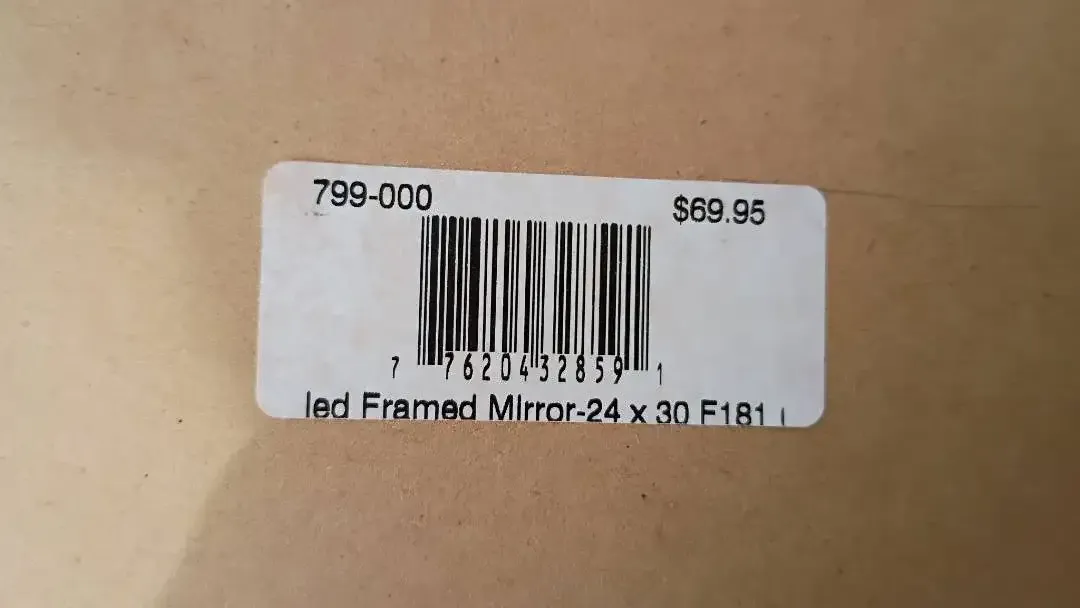 799-000 $69.95
7 76204 32859 1
led Framed Mirror-24 x 30 F181